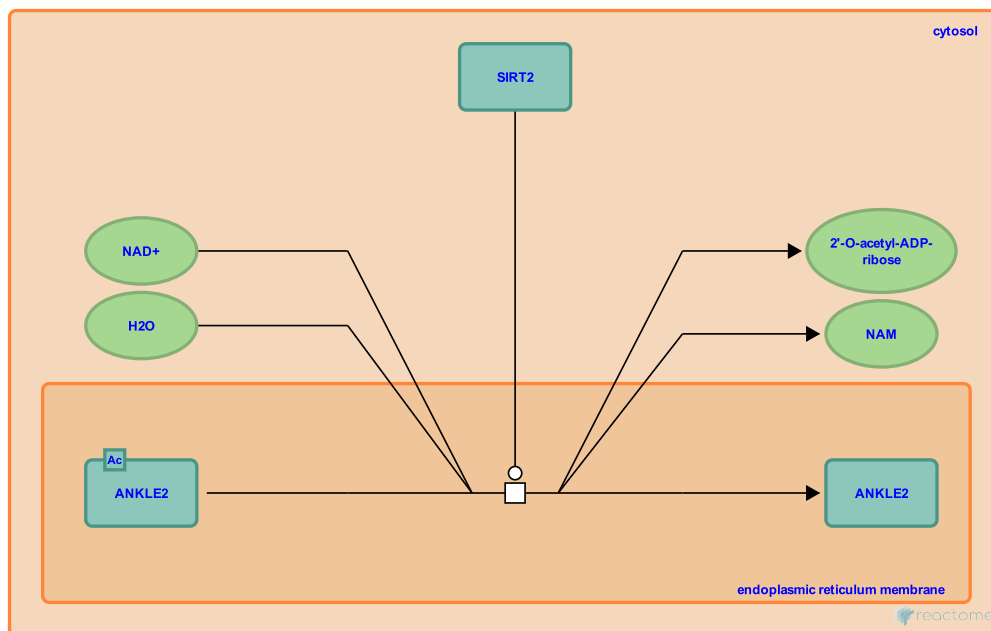 cytosol
SIRT2
NAD+
2'-O-acetyl-ADP-
ribose
H2O
NAM
Ac
ANKLE2
ANKLE2
endoplasmic reticulum membrane
reactome